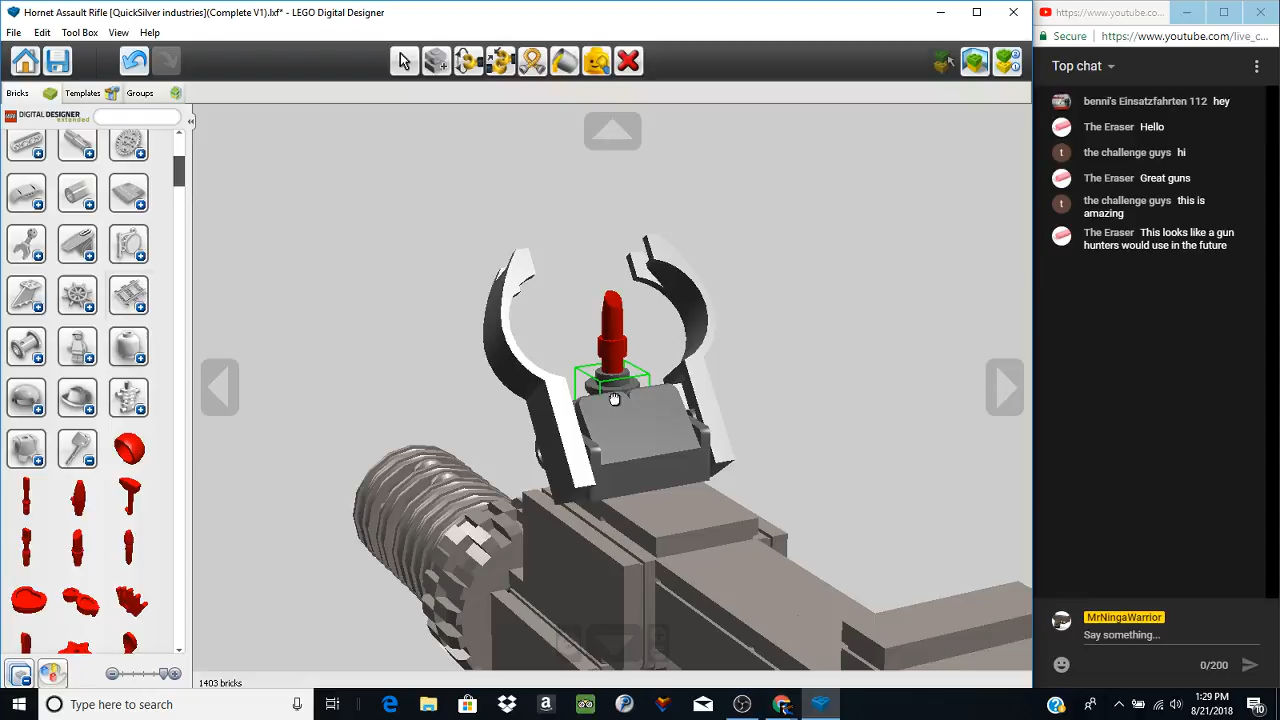 Hornet Assault Rifle [QuickSilver industries](Complete V1).lxf* - LEGO Digital Designer
File Edit Tool Box View Help
Bricks Templates Groups
DIGITAL DESIGNER
extended
1403 bricks
https://www.youtube.co...
Secure https://www.youtube.com/live_c...
Top chat
benni's Einsatzfahrten 112 hey
The Eraser Hello
t the challenge guys hi
The Eraser Great guns
t the challenge guys this is
amazing
The Eraser This looks like a gun
hunters would use in the future
MrNingaWarrior
Say something...
0/200
Type here to search
1:29 PM
8/21/2018